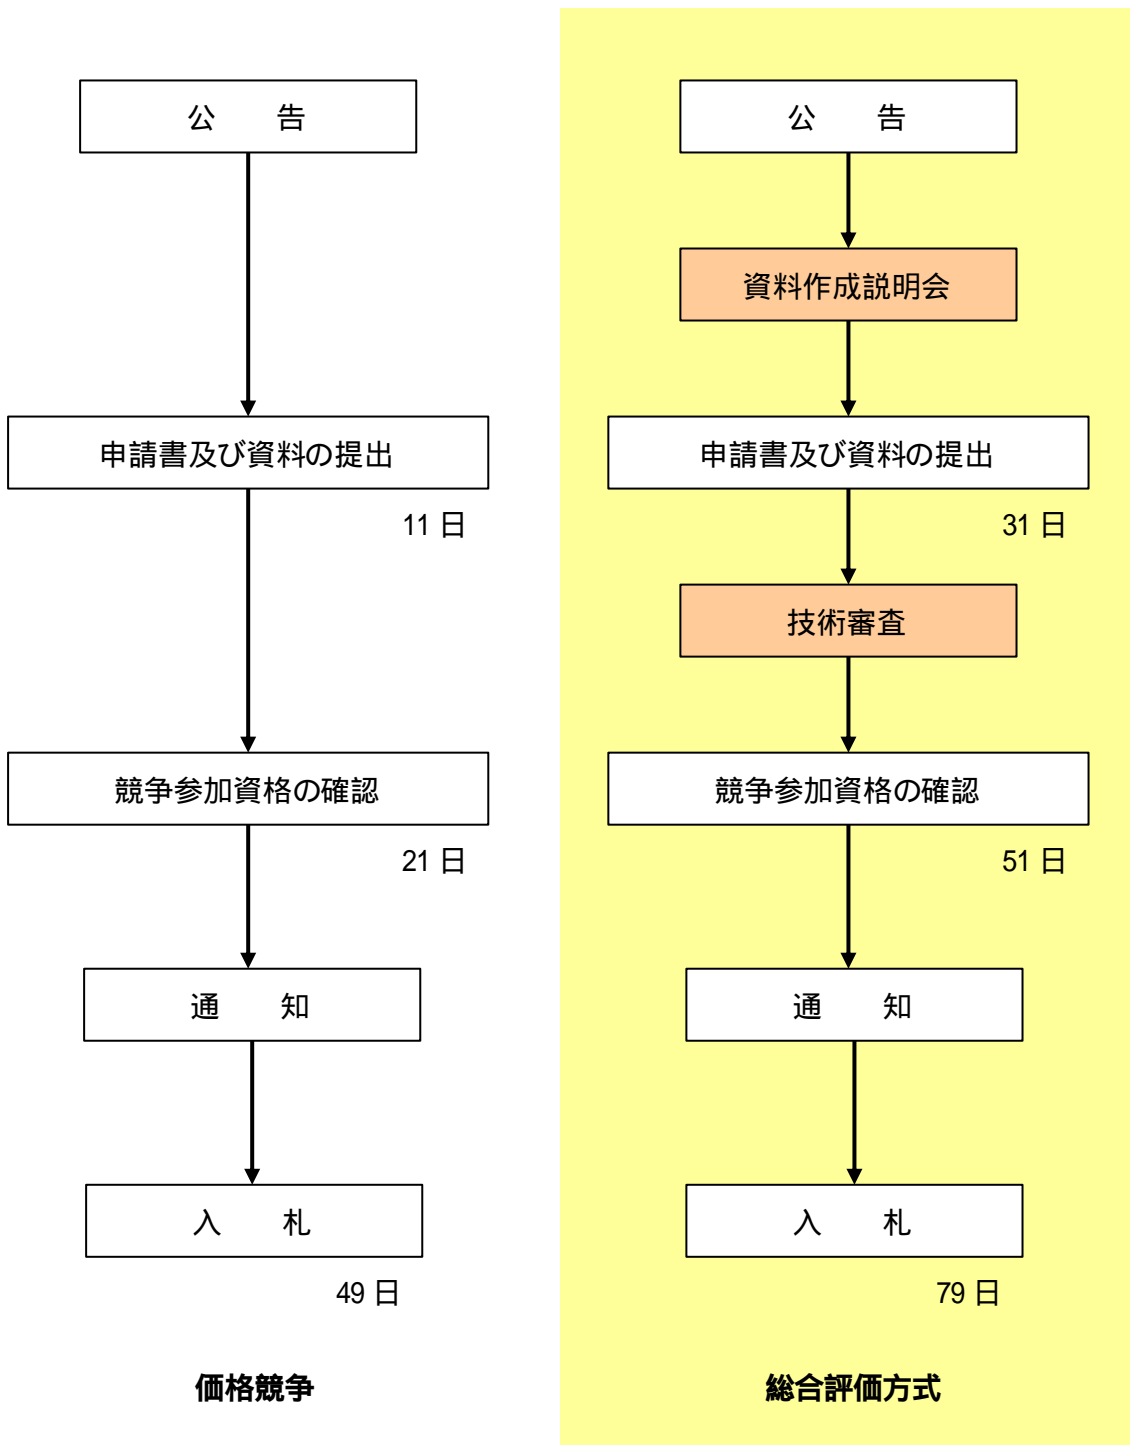 公　　告
申請書及び資料の提出
11 日
競争参加資格の確認
21 日
通　　知
入　　札
49 日
価格競争
公　　告
資料作成説明会
申請書及び資料の提出
31 日
技術審査
競争参加資格の確認
51 日
通　　知
入　　札
79 日
総合評価方式